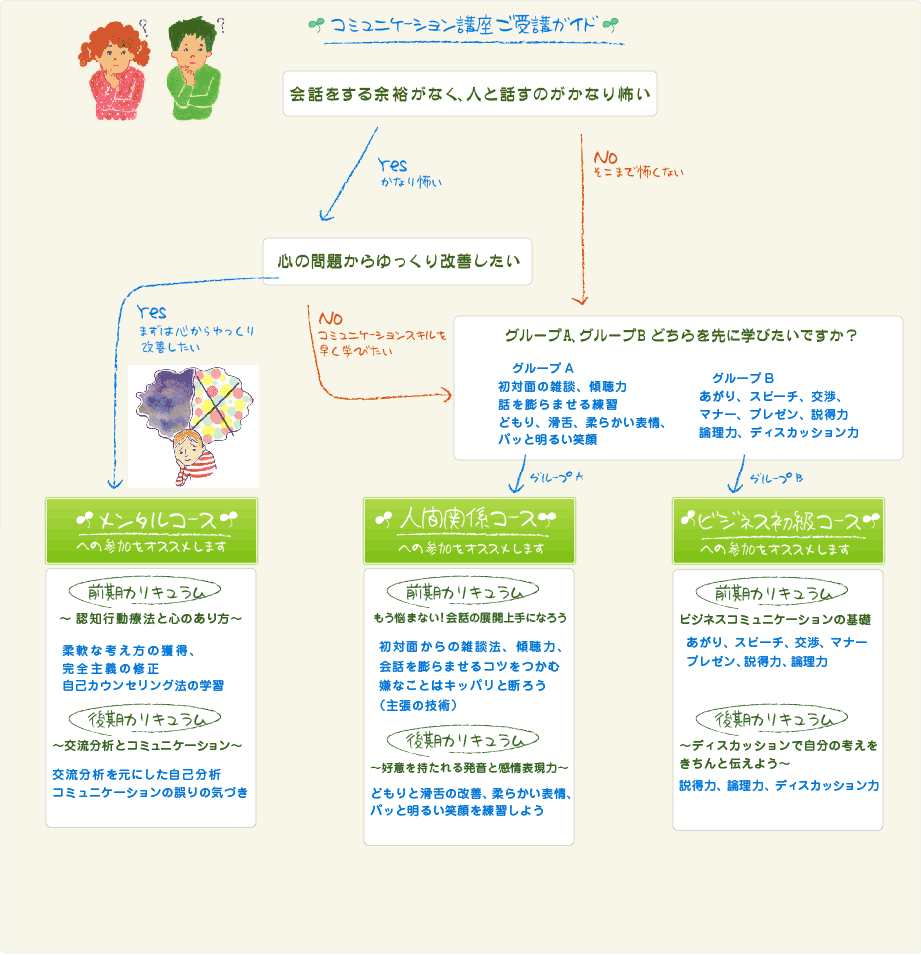 コミュニケーション講座ご受講ガイド
? ?
会話をする余裕がなく、人と話すのがかなり怖い
Yes
かなり怖い
No
そこまで怖くない
心の問題からゆっくり改善したい
Yes
まずは心からゆっくり
改善したい
No
コミュニケーションスキルを
早く学びたい
グループA、グループB どちらを先に学びたいですか？
グループA
初対面の雑談、傾聴力
話を膨らませる練習
どもり、滑舌、柔らかい表情、
パッと明るい笑顔
グループB
あがり、スピーチ、交渉、
マナー、プレゼン、説得力
論理力、ディスカッション力
グループA
グループB
メンタルコース
への参加をオススメします
前期カリキュラム
～ 認知行動療法と心のあり方～
柔軟な考え方の獲得、
完全主義の修正
自己カウンセリング法の学習
後期カリキュラム
～交流分析とコミュニケーション～
交流分析を元にした自己分析
コミュニケーションの誤りの気づき
人間関係コース
への参加をオススメします
前期カリキュラム
もう悩まない！会話の展開上手になろう
初対面からの雑談法、傾聴力、
会話を膨らませるコツをつかむ
嫌なことはキッパリと断ろう
（主張の技術）
後期カリキュラム
～好意を持たれる発音と感情表現力～
どもりと滑舌の改善、柔らかい表情、
パッと明るい笑顔を練習しよう
ビジネス初級コース
への参加をオススメします
前期カリキュラム
ビジネスコミュニケーションの基礎
あがり、スピーチ、交渉、マナー
プレゼン、説得力、論理力
後期カリキュラム
～ディスカッションで自分の考えを
きちんと伝えよう～
説得力、論理力、ディスカッション力